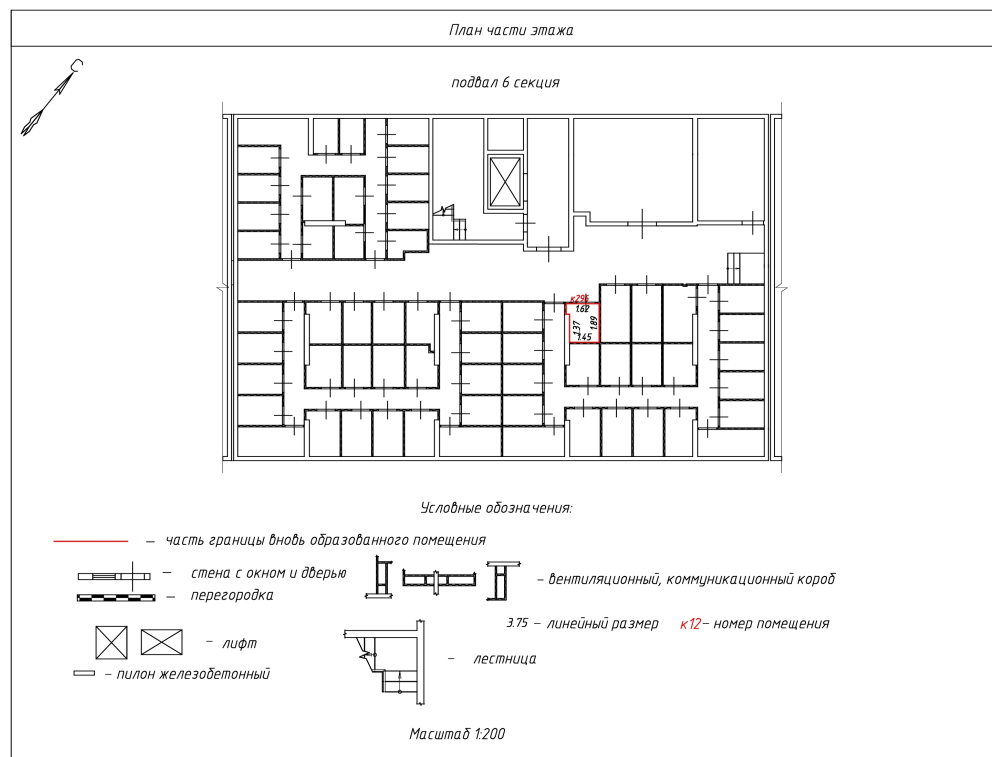 План части этажа
С
подвал 6 секция
1.62
1.37
1.89
1.45
Условные обозначения:
— часть границы вновь образованного помещения
— стена с окном и дверью
— перегородка
— вентиляционный, коммуникационный короб
3.75 — линейный размер к12 — номер помещения
— лифт
— лестница
— пилон железобетонный
Масштаб 1:200